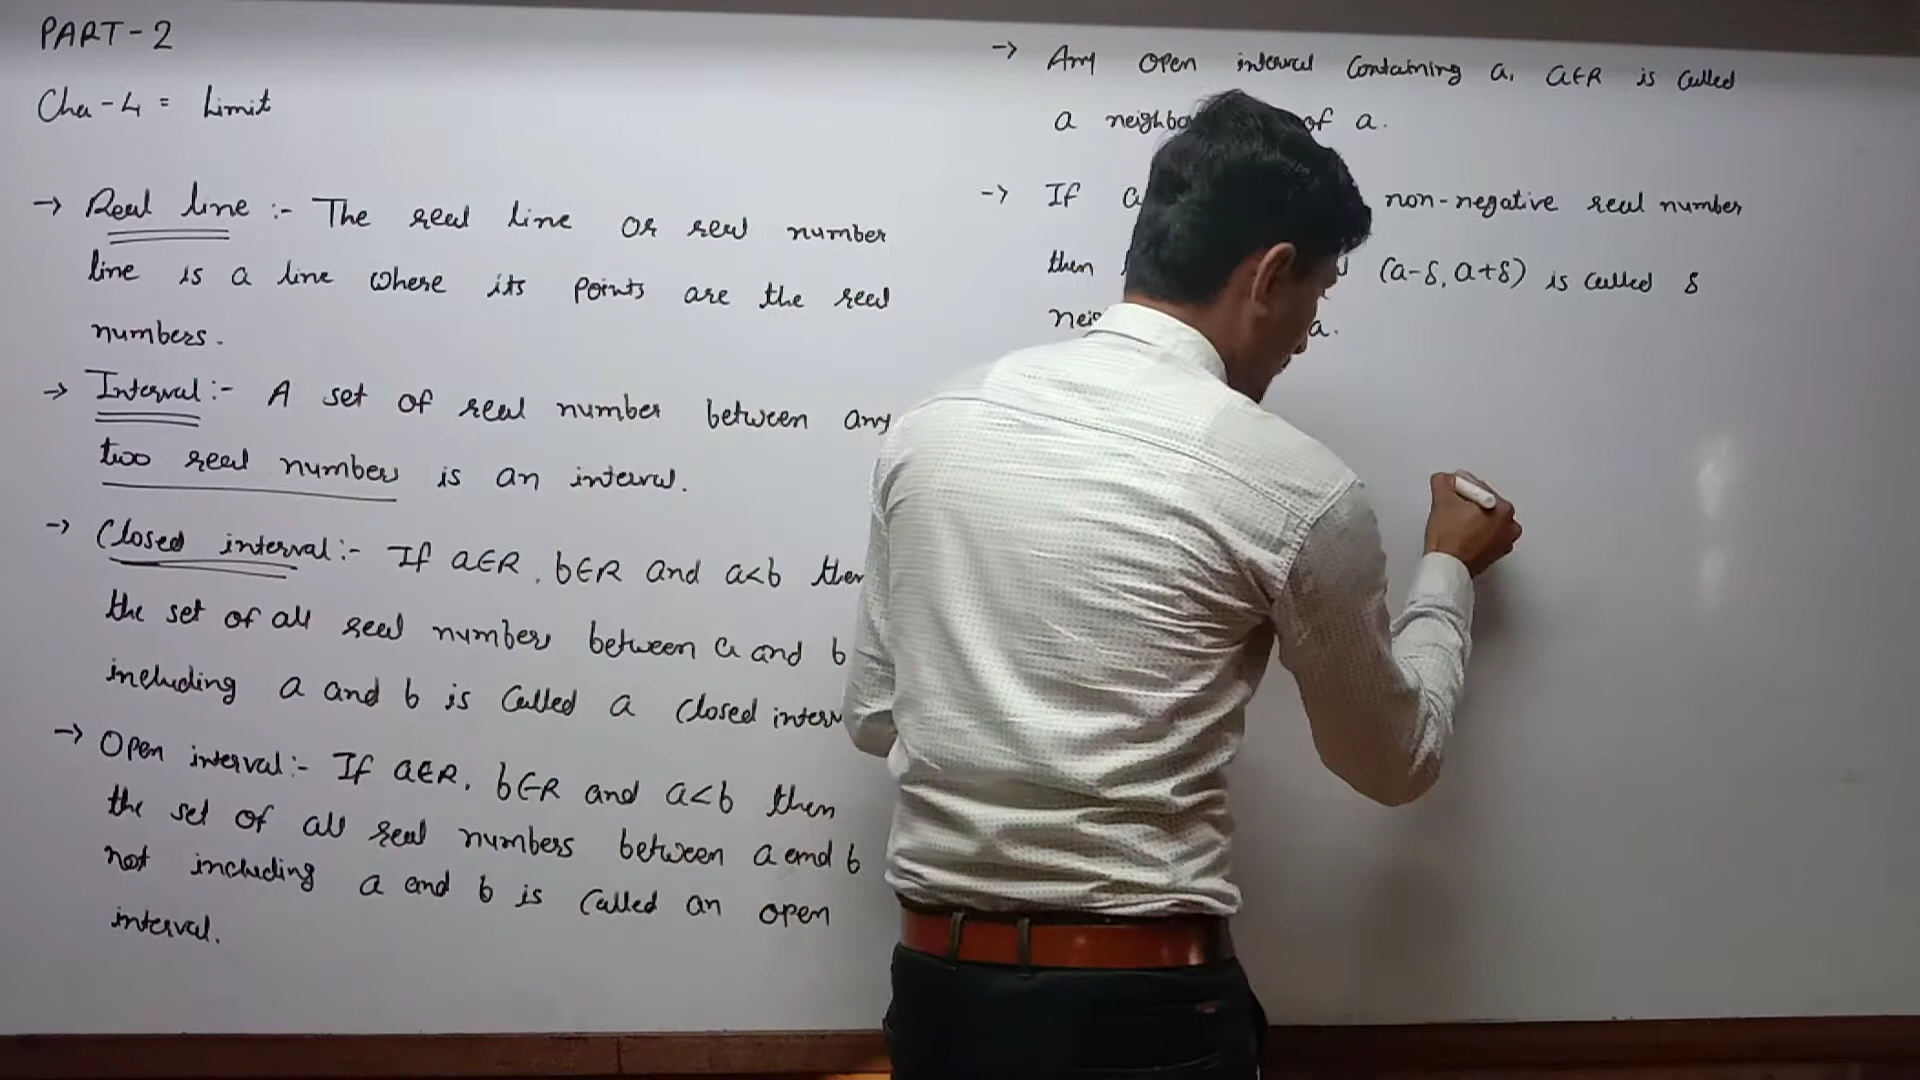 PART-2
Cha-4 = Limit
→ Real line :- The real line or real number
line is a line where its points are the real
numbers.
→ Interval :- A set of real number between any
two real numbers is an interval.
→ Closed interval :- If a∈R, b∈R and a<b then
the set of all real numbers between a and b
including a and b is called a closed interv
→ Open interval :- If a∈R, b∈R and a<b then
the set of all real numbers between a and b
not including a and b is called an open
interval.
→ Any open interval containing a, a∈R is called
a neighbo of a.
→ If non-negative real number
then (a-δ, a+δ) is called δ
nei a.